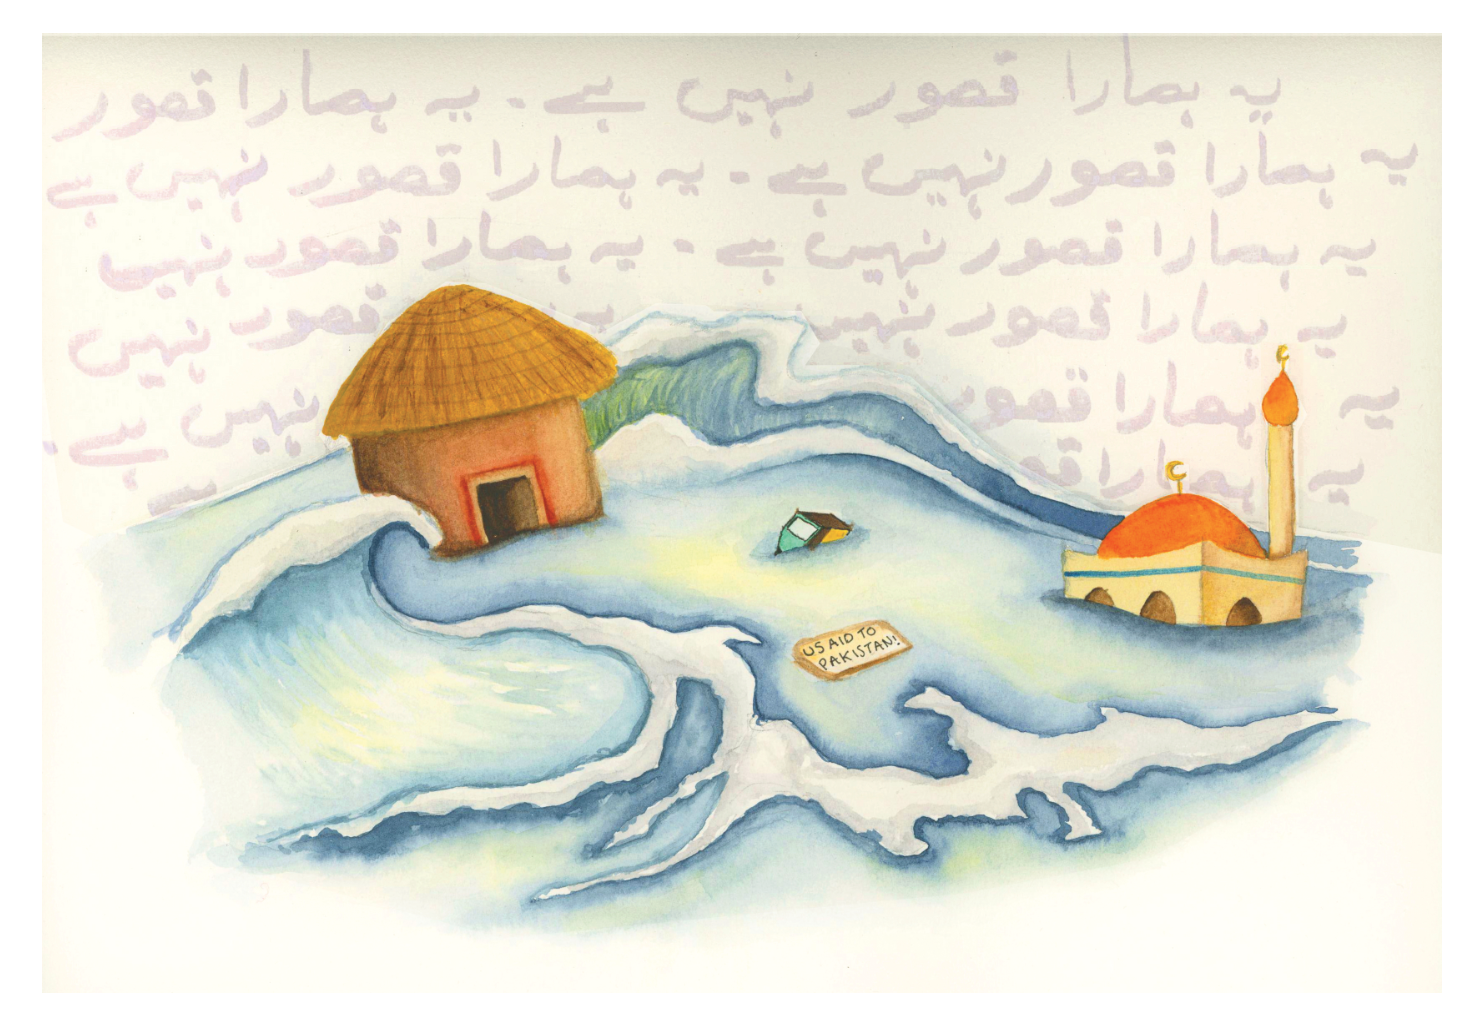 یہ ہمارا قصور نہیں ہے ۔ یہ ہمارا قصور
یہ ہمارا قصور نہیں ہے ۔ یہ ہمارا قصور نہیں ہے
یہ ہمارا قصور نہیں ہے ۔ یہ ہمارا قصور نہیں
یہ ہمارا قصور نہیں یہ قصور نہیں
یہ ہمارا قصور نہیں ہے ۔
یہ ہمارا
US AID TO
PAKISTAN!